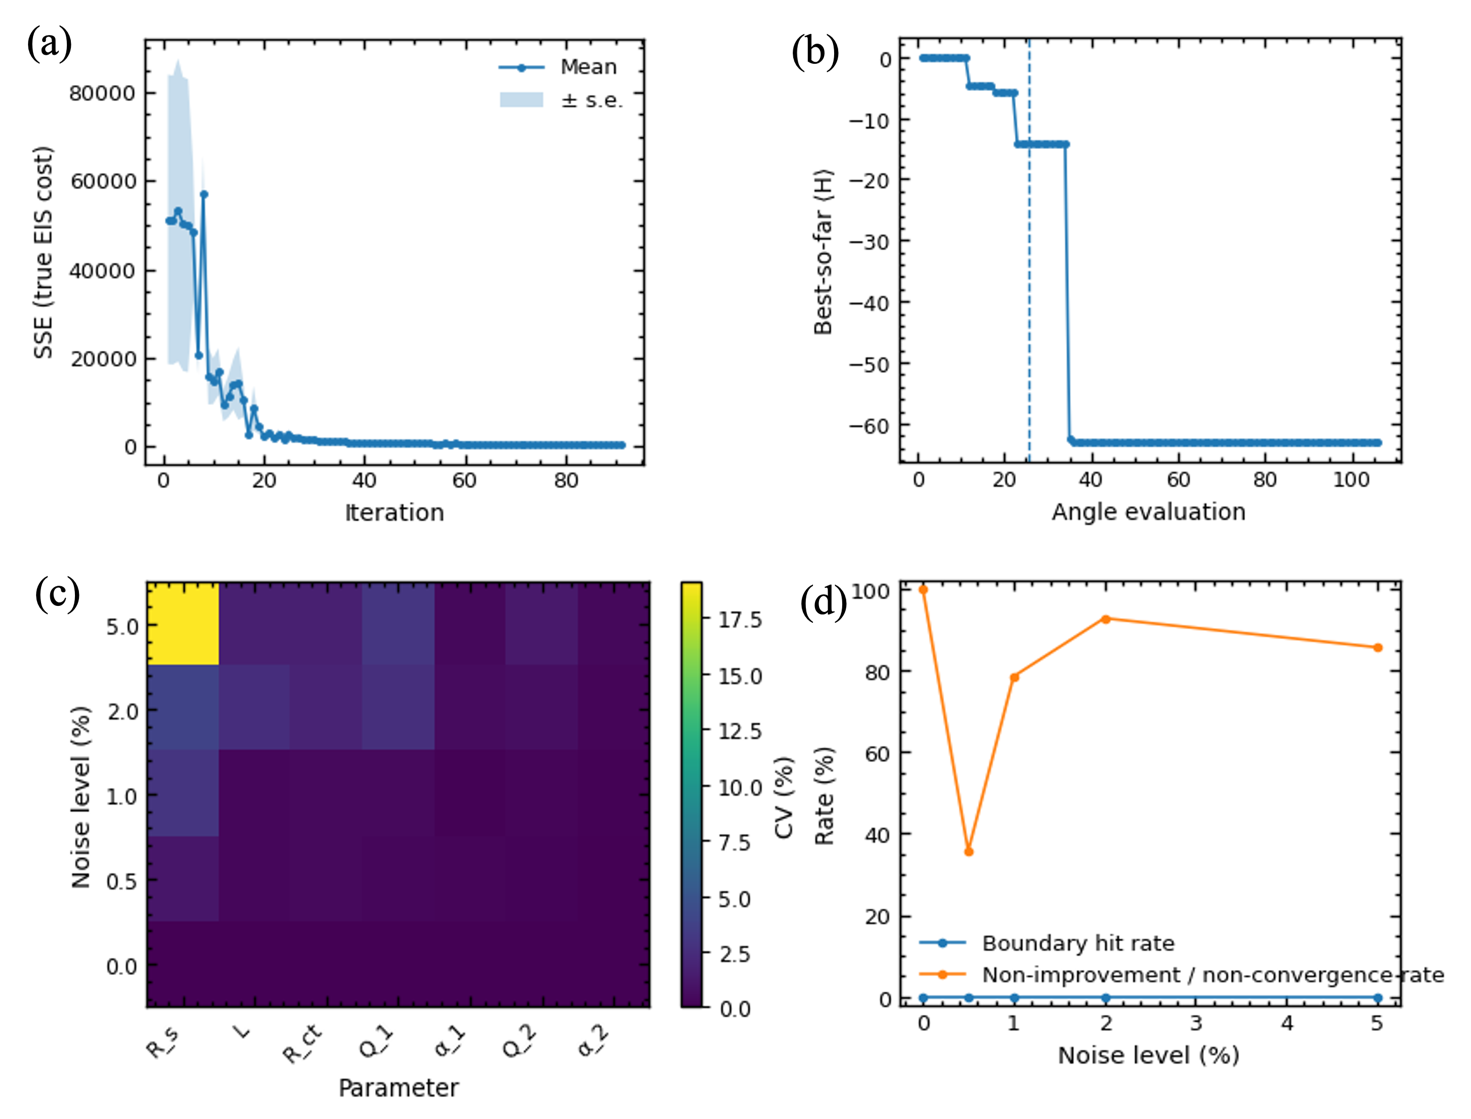 (a)
80000
60000
40000
20000
0
SSE (true EIS cost)
Mean
± s.e.
0 20 40 60 80
Iteration
(b)
0
−10
−20
−30
−40
−50
−60
Best-so-far ⟨H⟩
0 20 40 60 80 100
Angle evaluation
(c)
5.0
2.0
1.0
0.5
0.0
Noise level (%)
R_s L R_ct Q_1 α_1 Q_2 α_2
Parameter
17.5
15.0
12.5
10.0
7.5
5.0
2.5
0.0
CV (%)
(d)
100
80
60
40
20
0
Rate (%)
Boundary hit rate
Non-improvement / non-convergence rate
0 1 2 3 4 5
Noise level (%)